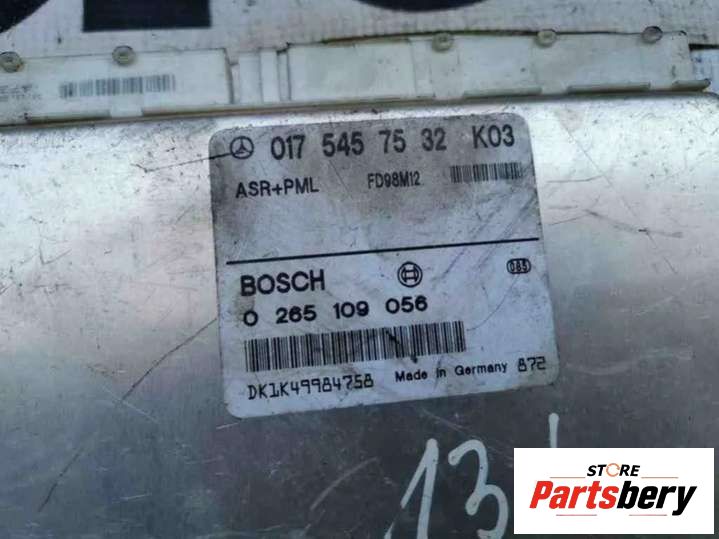 017 545 75 32 K03
ASR+PML FD98M12
BOSCH
0 265 109 056
DK1K49984758 Made in Germany 872
13
STORE
Partsbery